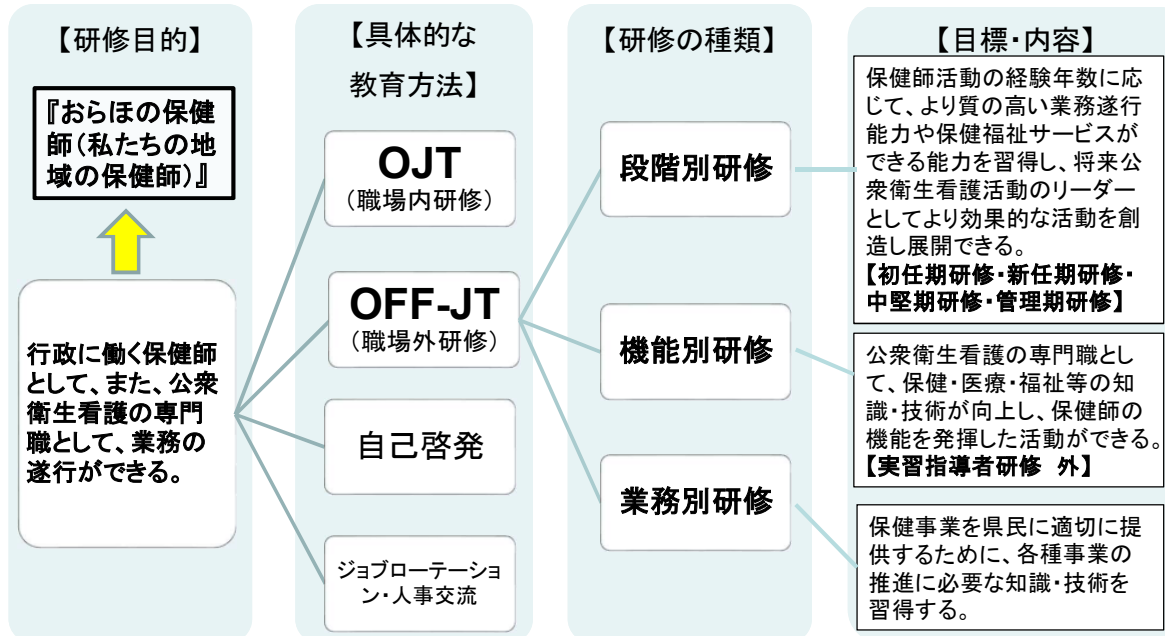 【研修目的】
『おらほの保健
師（私たちの地
域の保健師）』
行政に働く保健師
として、また、公衆
衛生看護の専門
職として、業務の
遂行ができる。
【具体的な
教育方法】
OJT
（職場内研修）
OFF-JT
（職場外研修）
自己啓発
ジョブローテーショ
ン・人事交流
【研修の種類】
段階別研修
機能別研修
業務別研修
【目標・内容】
保健師活動の経験年数に応
じて、より質の高い業務遂行
能力や保健福祉サービスが
できる能力を習得し、将来公
衆衛生看護活動のリーダー
としてより効果的な活動を創
造し展開できる。
【初任期研修・新任期研修・
中堅期研修・管理期研修】
公衆衛生看護の専門職とし
て、保健・医療・福祉等の知
識・技術が向上し、保健師の
機能を発揮した活動ができる。
【実習指導者研修 外】
保健事業を県民に適切に提
供するために、各種事業の
推進に必要な知識・技術を
習得する。